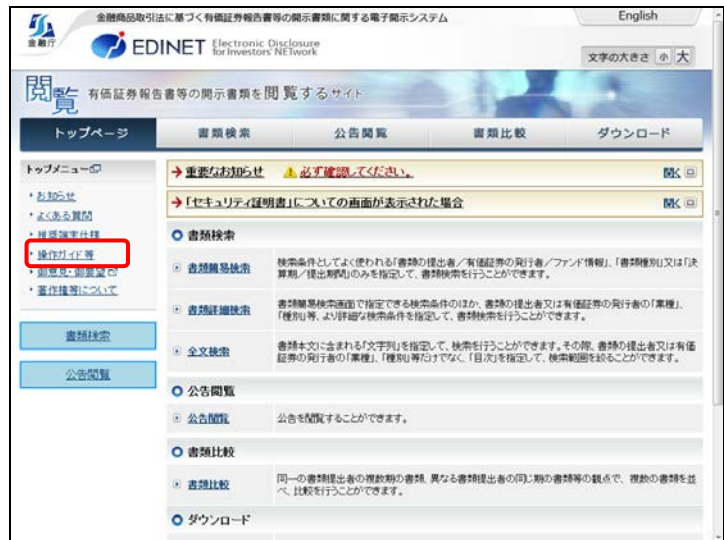 金融商品取引法に基づく有価証券報告書等の開示書類に関する電子開示システム
English
金融庁
EDINET Electronic Disclosure for Investors' NETwork
文字の大きさ 小 大
閲覧 有価証券報告書等の開示書類を閲覧するサイト
トップページ 書類検索 公告閲覧 書類比較 ダウンロード
トップメニュー
お知らせ
よくある質問
推奨端末仕様
操作ガイド等
御意見・御要望
著作権等について
書類検索
公告閲覧
重要なお知らせ 必ず確認してください。 開く
「セキュリティ証明書」についての画面が表示された場合 開く
書類検索
書類簡易検索
検索条件としてよく使われる「書類の提出者／有価証券の発行者／ファンド情報」、「書類種別」又は「決
算期／提出期間」のみを指定して、書類検索を行うことができます。
書類詳細検索
書類簡易検索画面で指定できる検索条件のほか、書類の提出者又は有価証券の発行者の「業種」、
「種別」等、より詳細な検索条件を指定して、書類検索を行うことができます。
全文検索
書類本文に含まれる「文字列」を指定して、検索を行うことができます。その際、書類の提出者又は有価
証券の発行者の「業種」、「種別」等だけでなく、「目次」を指定して、検索範囲を絞ることができます。
公告閲覧
公告閲覧 公告を閲覧することができます。
書類比較
書類比較
同一の書類提出者の複数期の書類、異なる書類提出者の同じ期の書類等の観点で、複数の書類を並
べ、比較を行うことができます。
ダウンロード